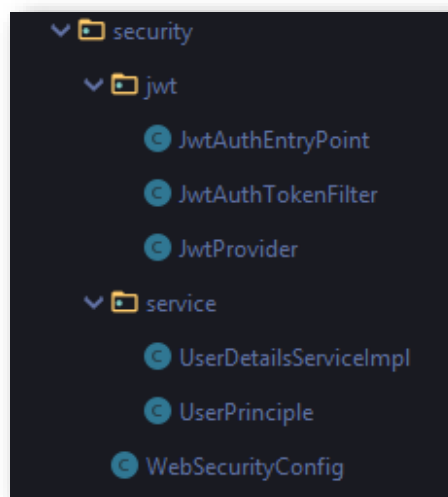 security
jwt
JwtAuthEntryPoint
JwtAuthTokenFilter
JwtProvider
service
UserDetailsServiceImpl
UserPrinciple
WebSecurityConfig